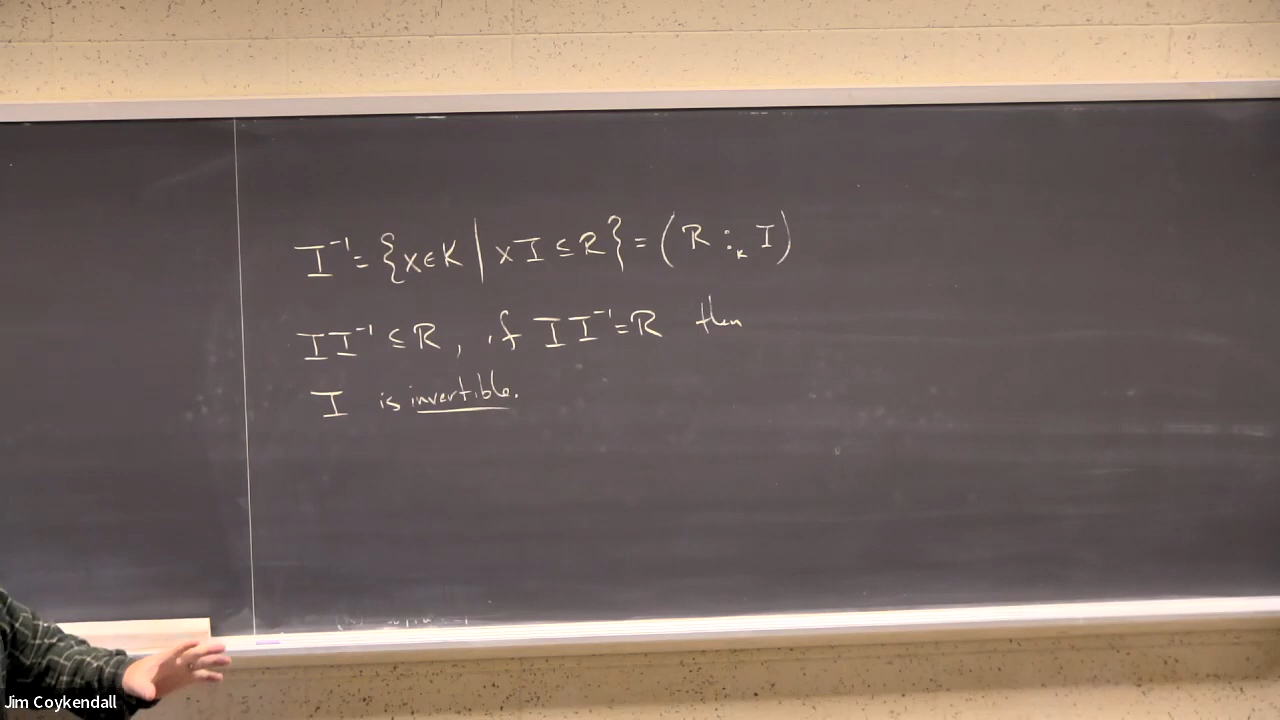 I⁻¹ = {x∈K | xI ⊆ R} = (R :ₖ I)
II⁻¹ ⊆ R, if II⁻¹ = R then
I is invertible.
Jim Coykendall